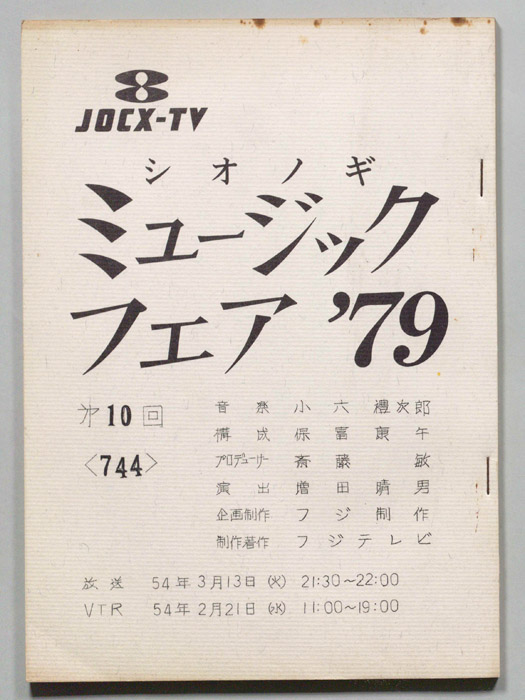 JOCX-TV
シオノギ
ミュージック
フェア '79
第10回
〈744〉
音楽 小六禮次郎
構成 保富康午
プロデューサー 斎藤敏
演出 増田晴男
企画制作 フジ制作
制作著作 フジテレビ
放送 54年3月13日(火) 21:30~22:00
VTR 54年2月21日(水) 11:00~19:00